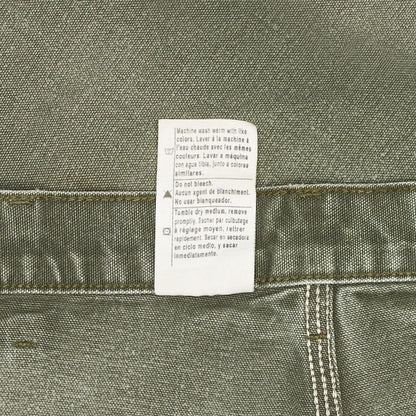 Machine wash warm with like
colors. Laver à la machine à
l'eau chaude avec les mêmes
couleurs. Lavar a máquina
con agua tibia, junto a colores
similares.
Do not bleach.
Aucun agent de blanchiment.
No usar blanqueador.
Tumble dry medium, remove
promptly. Sécher par culbutage
à réglage moyen, retirer
rapidement. Secar en secadora
en ciclo medio, y sacar
inmediatamente.